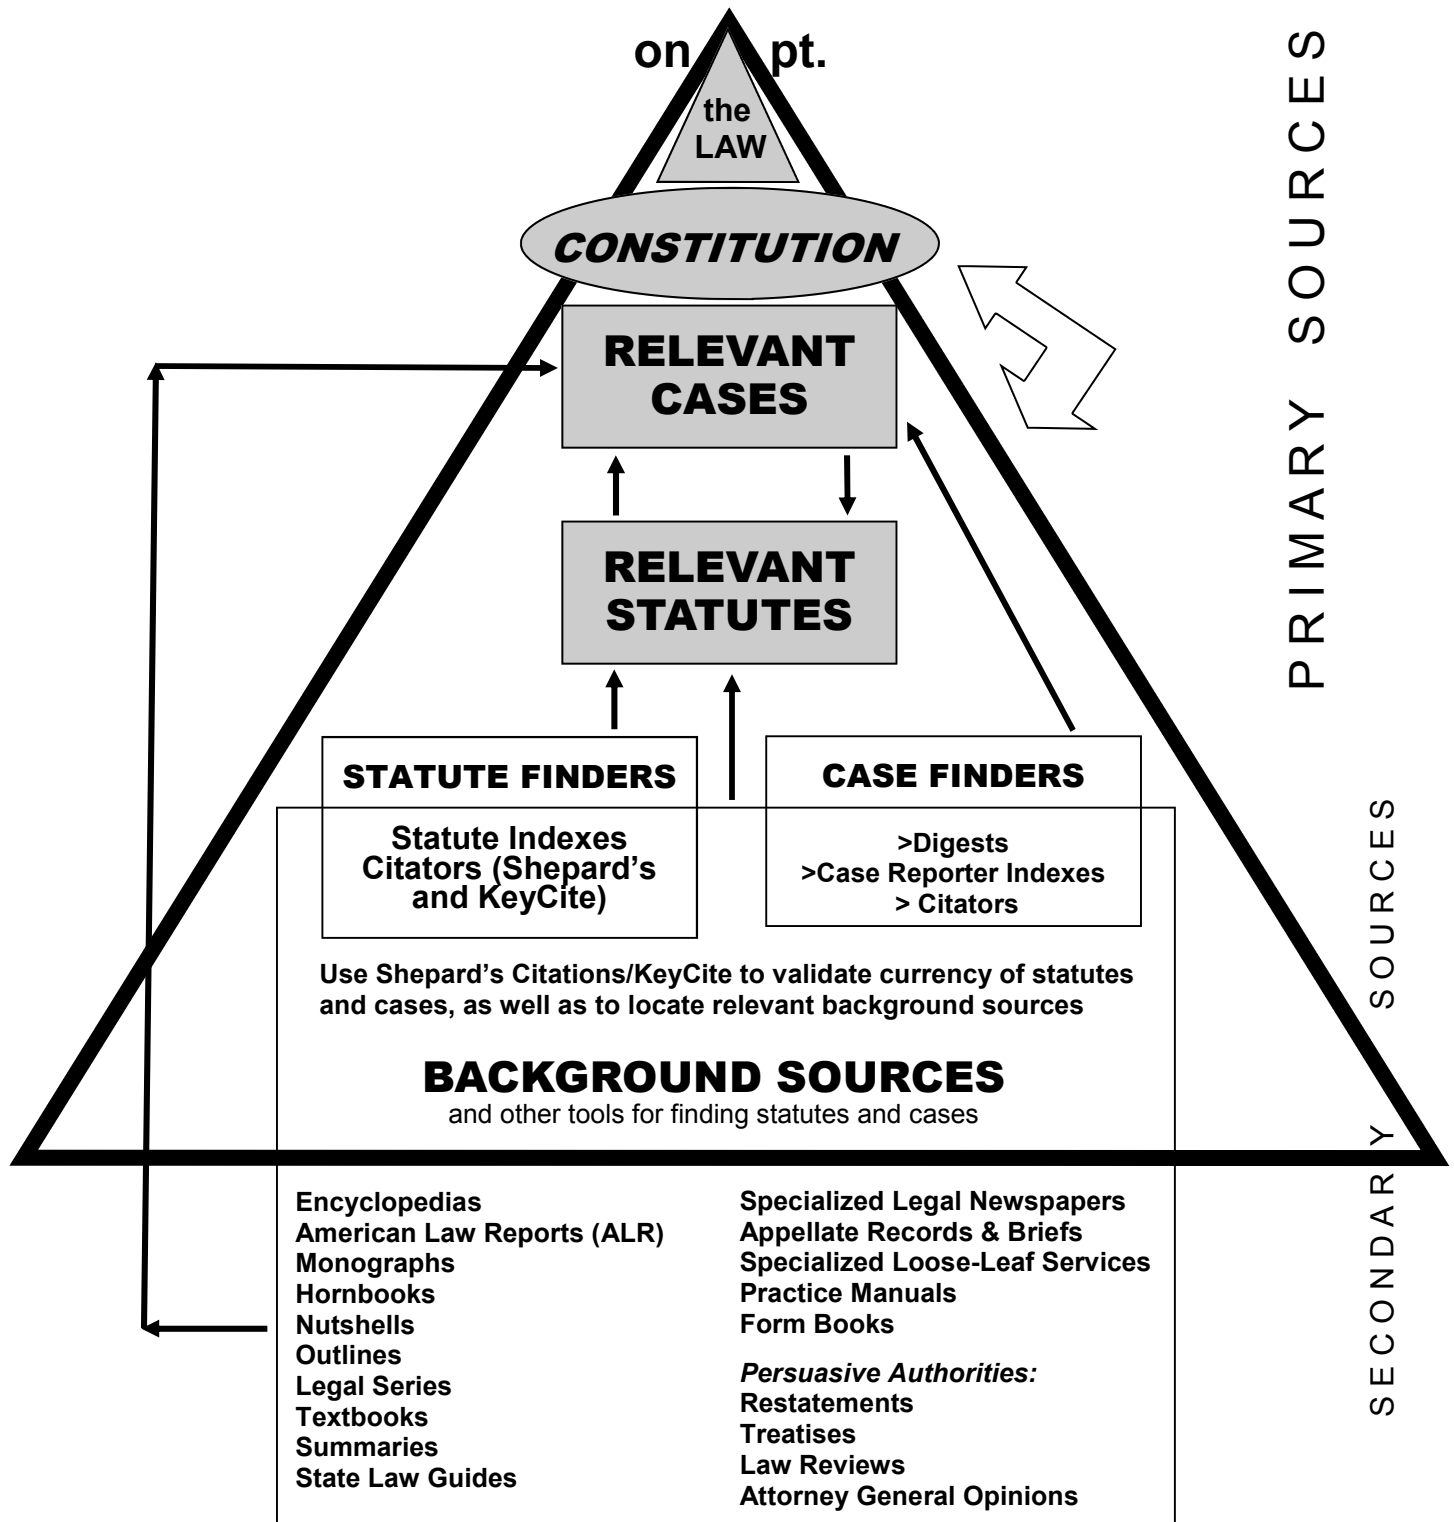 on pt.
the
LAW
CONSTITUTION
RELEVANT
CASES
RELEVANT
STATUTES
STATUTE FINDERS
Statute Indexes
Citators (Shepard's
and KeyCite)
CASE FINDERS
>Digests
>Case Reporter Indexes
> Citators
Use Shepard's Citations/KeyCite to validate currency of statutes
and cases, as well as to locate relevant background sources
BACKGROUND SOURCES
and other tools for finding statutes and cases
Encyclopedias
American Law Reports (ALR)
Monographs
Hornbooks
Nutshells
Outlines
Legal Series
Textbooks
Summaries
State Law Guides
Specialized Legal Newspapers
Appellate Records & Briefs
Specialized Loose-Leaf Services
Practice Manuals
Form Books
Persuasive Authorities:
Restatements
Treatises
Law Reviews
Attorney General Opinions
PRIMARY SOURCES
SECONDARY SOURCES